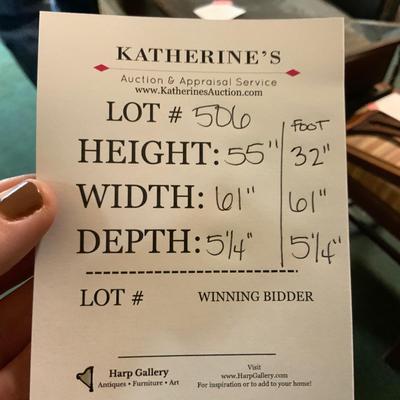 KATHERINE'S
Auction & Appraisal Service
www.KatherinesAuction.com
LOT # 506
FOOT
HEIGHT: 55" 32"
WIDTH: 61" 61"
DEPTH: 5'/4" 5'/4"
LOT # WINNING BIDDER
Harp Gallery
Antiques • Furniture • Art
Visit
www.HarpGallery.com
For inspiration or to add to your home!